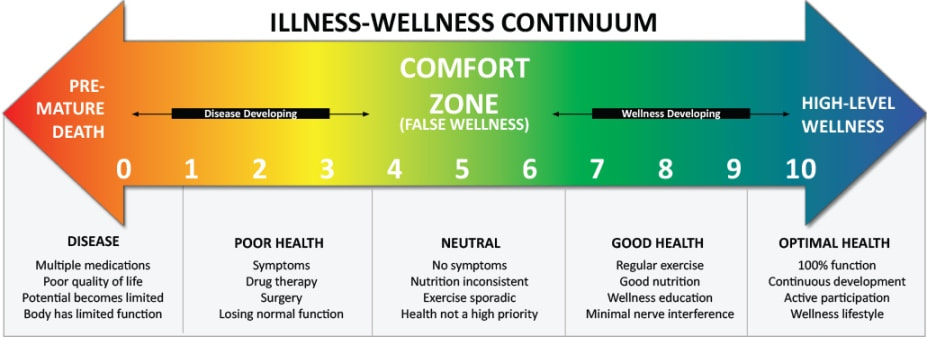 ILLNESS-WELLNESS CONTINUUM
PRE-
MATURE
DEATH
Disease Developing
COMFORT
ZONE
(FALSE WELLNESS)
Wellness Developing
HIGH-LEVEL
WELLNESS
0 1 2 3 4 5 6 7 8 9 10
DISEASE
Multiple medications
Poor quality of life
Potential becomes limited
Body has limited function
POOR HEALTH
Symptoms
Drug therapy
Surgery
Losing normal function
NEUTRAL
No symptoms
Nutrition inconsistent
Exercise sporadic
Health not a high priority
GOOD HEALTH
Regular exercise
Good nutrition
Wellness education
Minimal nerve interference
OPTIMAL HEALTH
100% function
Continuous development
Active participation
Wellness lifestyle